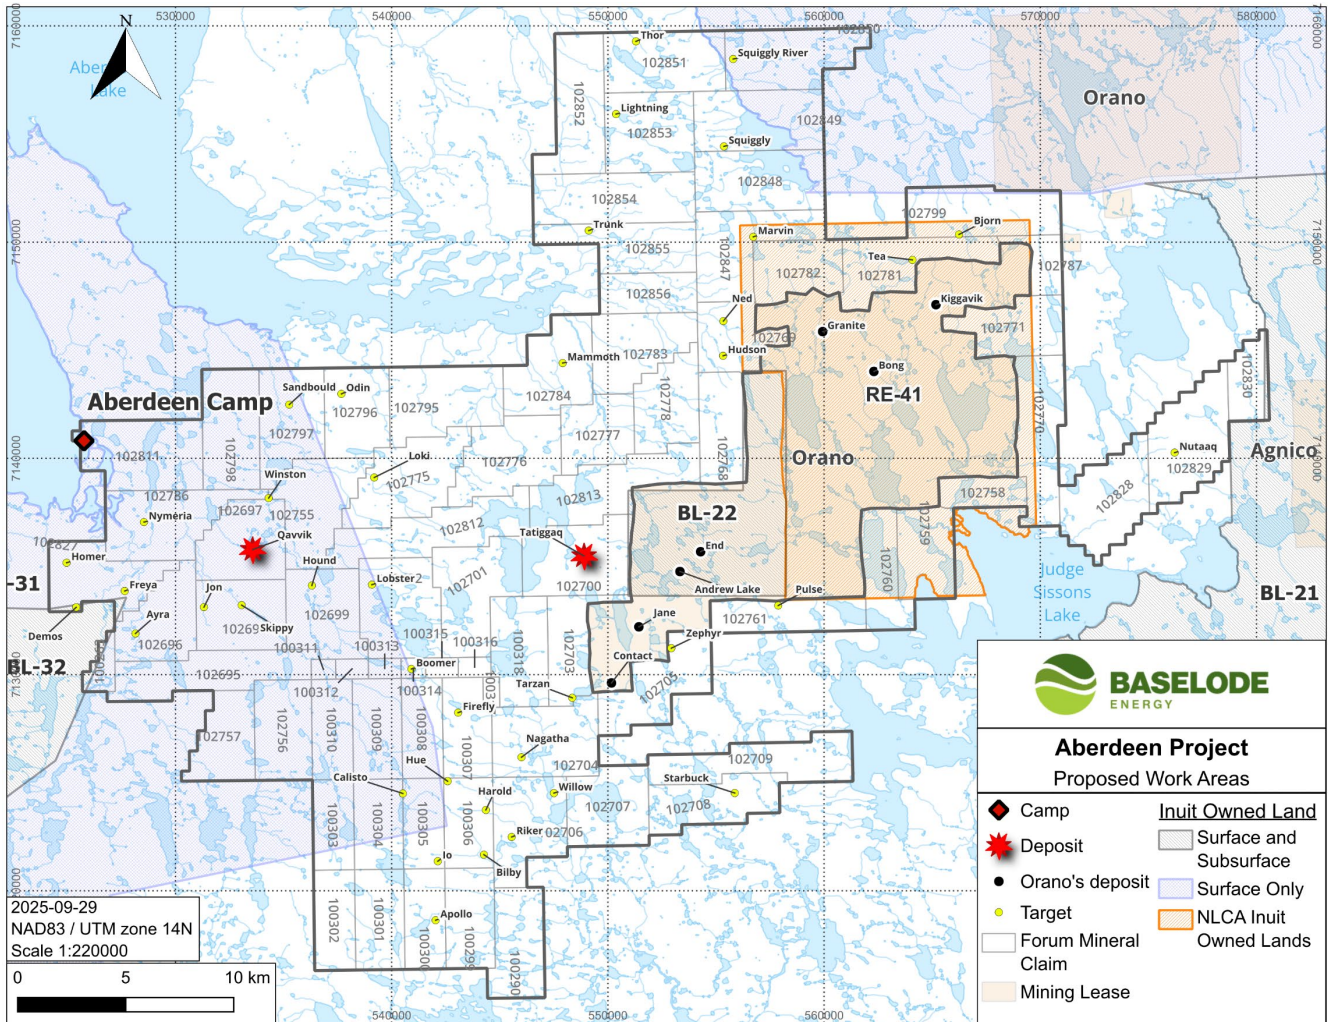 530000
540000
550000
560000
570000
580000
7160000
7160000
N
Thor
102850
102851
Squiggly River
Orano
Lightning
102852
102853
102849
Squiggly
102848
102854
102799
Bjorn
Trunk
Marvin
7150000
7150000
102855
102847
Tea
102787
102782
102781
102856
Ned
Kiggavik
Granite
102771
102769
Mammoth
102783
Hudson
Bong
102830
RE-41
Sandbould
Odin
102784
102778
Aberdeen Camp
102796
102795
102770
102797
102777
Nutaaq
Agnico
102811
102798
Loki
102776
102768
Orano
102829
7140000
Winston
102775
102786
102813
102758
102828
102697
102755
BL-22
Nymeria
102812
102759
Qavvik
Tatiggaq
102827
End
Homer
Hound
102701
102760
Judge
Sissons
Lake
-31
Freya
Jon
Lobster
102700
Andrew Lake
Pulse
BL-21
Ayra
102699
Jane
102761
Demos
Skippy
100315
Zephyr
102696
100311
100313
100316
BL-32
102695
Boomer
100318
102703
Contact
100312
100314
Tarzan
102705
Firefly
102757
102756
100310
100309
100308
Nagatha
100307
102704
102709
Hue
Calisto
Starbuck
Willow
Harold
102707
102708
100303
100304
100305
100306
Riker
02706
Io
Bilby
Apollo
100302
100301
100300
100299
100290
2025-09-29
NAD83 / UTM zone 14N
Scale 1:220000
0
5
10 km
540000
550000
560000
BASELODE
ENERGY
Aberdeen Project
Proposed Work Areas
Camp
Deposit
Orano's deposit
Target
Forum Mineral
Claim
Mining Lease
Inuit Owned Land
Surface and
Subsurface
Surface Only
NLCA Inuit
Owned Lands